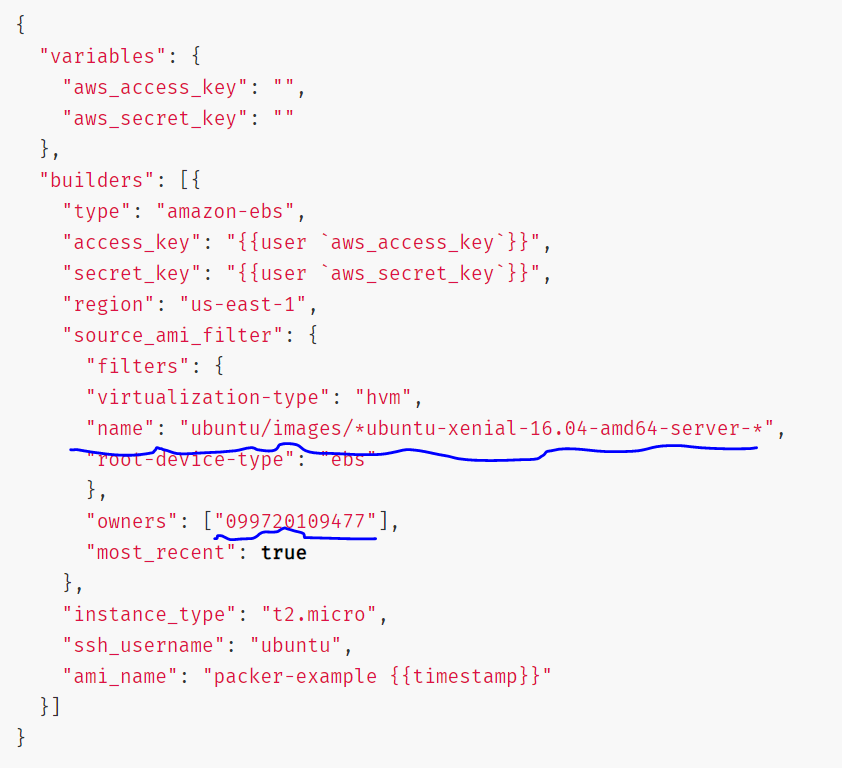 {
  "variables": {
    "aws_access_key": "",
    "aws_secret_key": ""
  },
  "builders": [{
    "type": "amazon-ebs",
    "access_key": "{{user `aws_access_key`}}",
    "secret_key": "{{user `aws_secret_key`}}",
    "region": "us-east-1",
    "source_ami_filter": {
      "filters": {
      "virtualization-type": "hvm",
      "name": "ubuntu/images/*ubuntu-xenial-16.04-amd64-server-*",
      "root-device-type": "ebs"
      },
      "owners": ["099720109477"],
      "most_recent": true
    },
    "instance_type": "t2.micro",
    "ssh_username": "ubuntu",
    "ami_name": "packer-example {{timestamp}}"
  }]
}